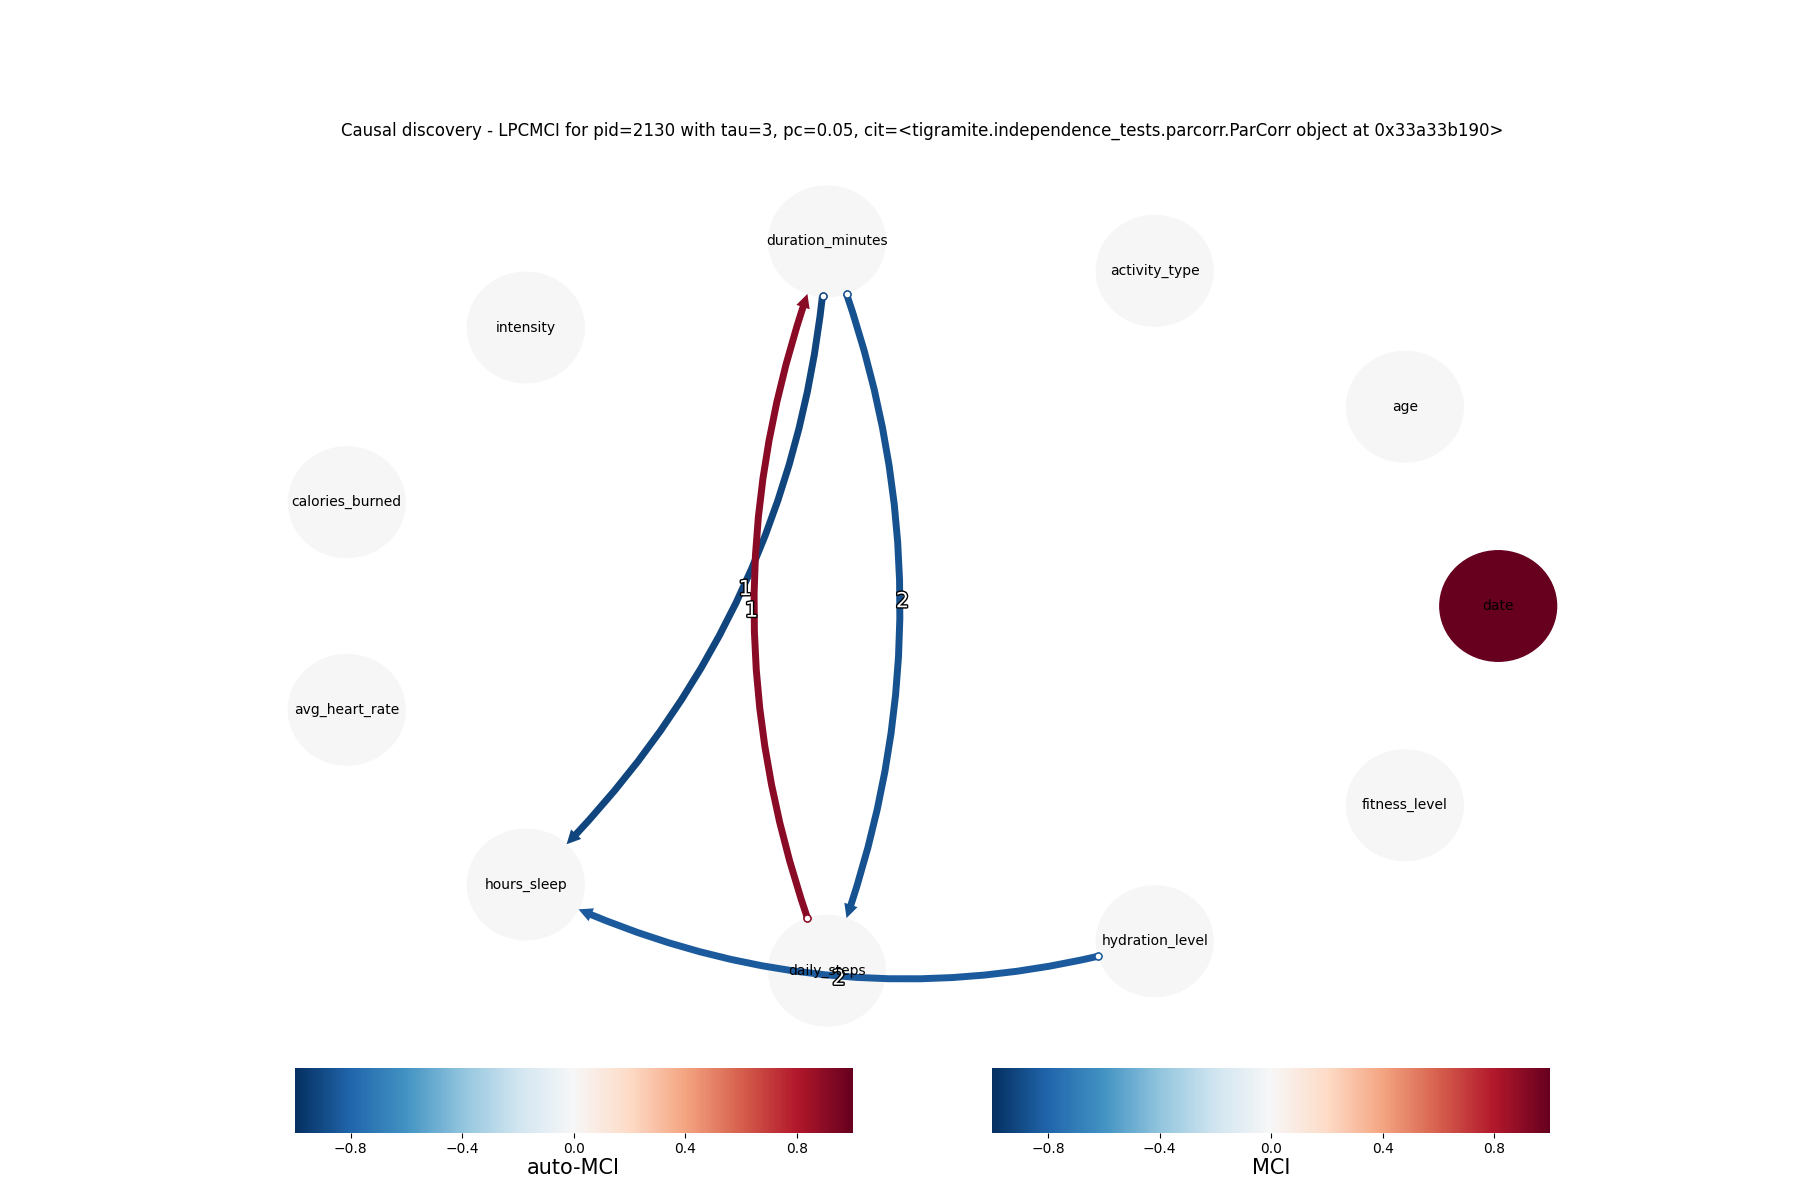 Causal discovery - LPCMCI for pid=2130 with tau=3, pc=0.05, cit=<tigramite.independence_tests.parcorr.ParCorr object at 0x33a33b190>
duration_minutes
activity_type
intensity
age
calories_burned
1
2
date
1
avg_heart_rate
fitness_level
hours_sleep
hydration_level
daily_steps
2
−0.8 −0.4 0.0 0.4 0.8
auto-MCI
−0.8 −0.4 0.0 0.4 0.8
MCI